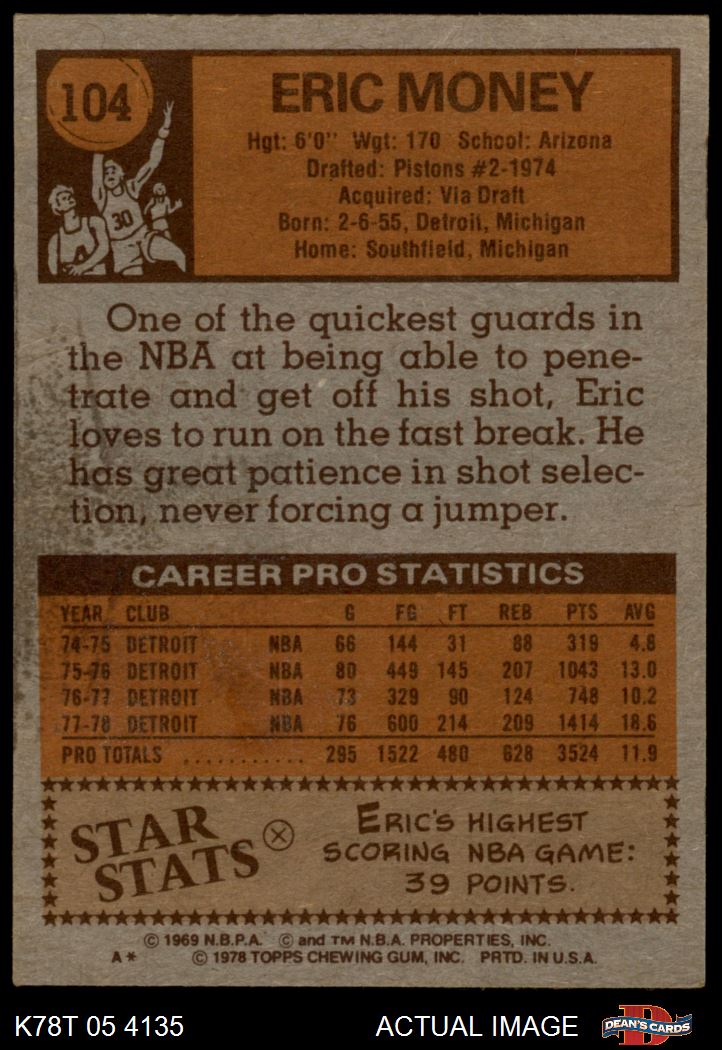 104
ERIC MONEY
Hgt: 6'0" Wgt: 170 School: Arizona
Drafted: Pistons #2-1974
Acquired: Via Draft
Born: 2-6-55, Detroit, Michigan
Home: Southfield, Michigan
30
One of the quickest guards in
the NBA at being able to pene-
trate and get off his shot, Eric
loves to run on the fast break. He
has great patience in shot selec-
tion, never forcing a jumper.
CAREER PRO STATISTICS
YEAR CLUB G FG FT REB PTS AVG
74-75 DETROIT NBA 66 144 31 88 319 4.8
75-76 DETROIT NBA 80 449 145 207 1043 13.0
76-77 DETROIT NBA 73 329 90 124 748 10.2
77-78 DETROIT NBA 76 600 214 209 1414 18.6
PRO TOTALS ........... 295 1522 480 628 3524 11.9
STAR
STATS
ERIC'S HIGHEST
SCORING NBA GAME:
39 POINTS.
© 1969 N.B.P.A. © and TM N.B.A. PROPERTIES, INC.
A* © 1978 TOPPS CHEWING GUM, INC. PRTD. IN U.S.A.
K78T 05 4135 ACTUAL IMAGE D DEAN'S CARDS